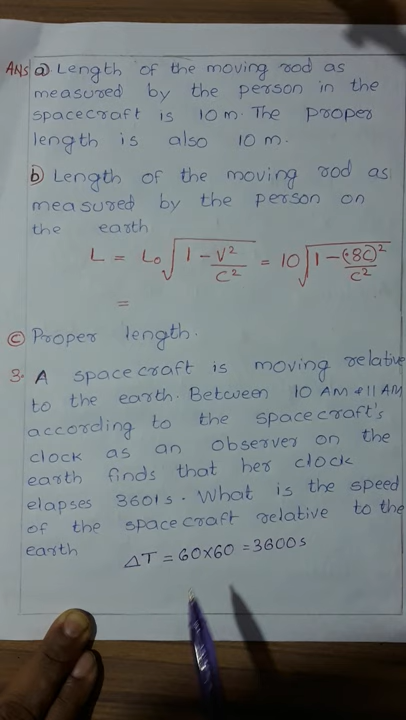 ANS a) Length of the moving rod as
measured by the person in the
spacecraft is 10 m. The proper
length is also 10 m.
b) Length of the moving rod as
measured by the person on
the earth
L = L₀√(1 - V²/C²) = 10√(1 - (.8C)²/C²)
=
c) Proper length.
3. A spacecraft is moving relative
to the earth. Between 10 AM & 11 AM
according to the spacecraft's
clock as an observer on the
earth finds that her clock
elapses 3601s. What is the speed
of the spacecraft relative to the
earth
ΔT = 60×60 = 3600s